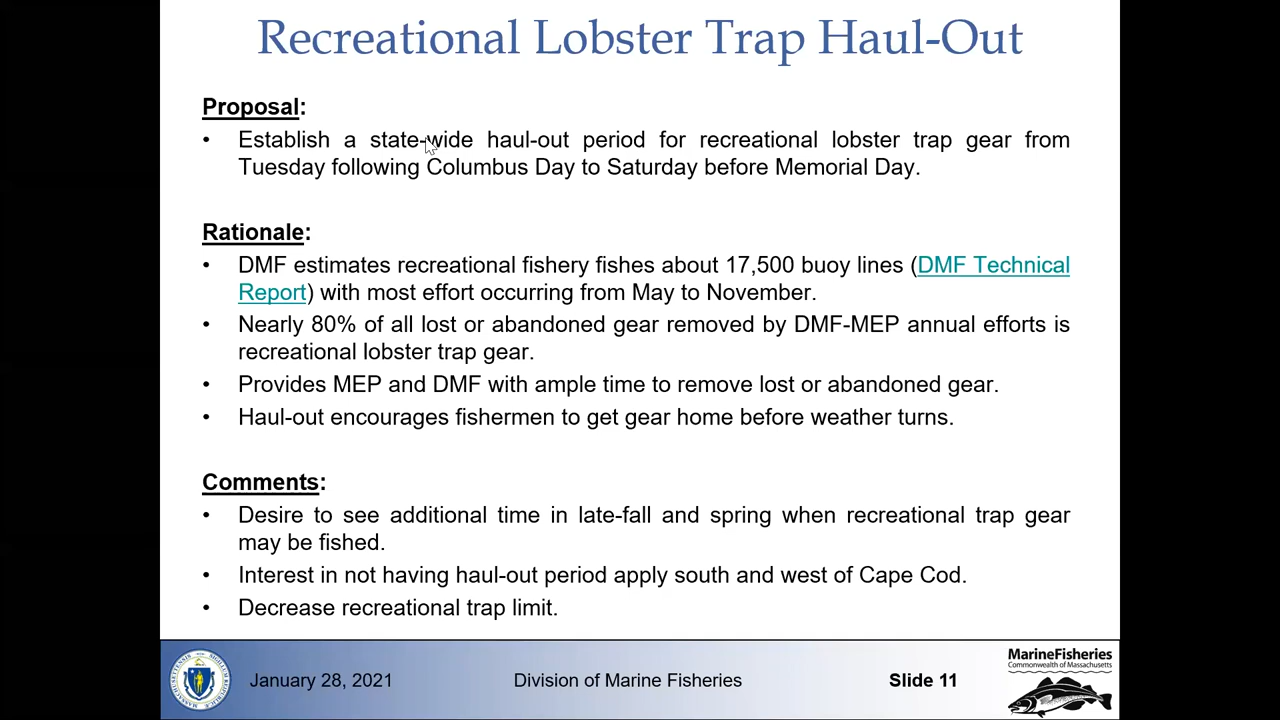 Recreational Lobster Trap Haul-Out
Proposal:
• Establish a state-wide haul-out period for recreational lobster trap gear from
Tuesday following Columbus Day to Saturday before Memorial Day.
Rationale:
• DMF estimates recreational fishery fishes about 17,500 buoy lines (DMF Technical
Report) with most effort occurring from May to November.
• Nearly 80% of all lost or abandoned gear removed by DMF-MEP annual efforts is
recreational lobster trap gear.
• Provides MEP and DMF with ample time to remove lost or abandoned gear.
• Haul-out encourages fishermen to get gear home before weather turns.
Comments:
• Desire to see additional time in late-fall and spring when recreational trap gear
may be fished.
• Interest in not having haul-out period apply south and west of Cape Cod.
• Decrease recreational trap limit.
January 28, 2021
Division of Marine Fisheries
Slide 11
MarineFisheries
Commonwealth of Massachusetts